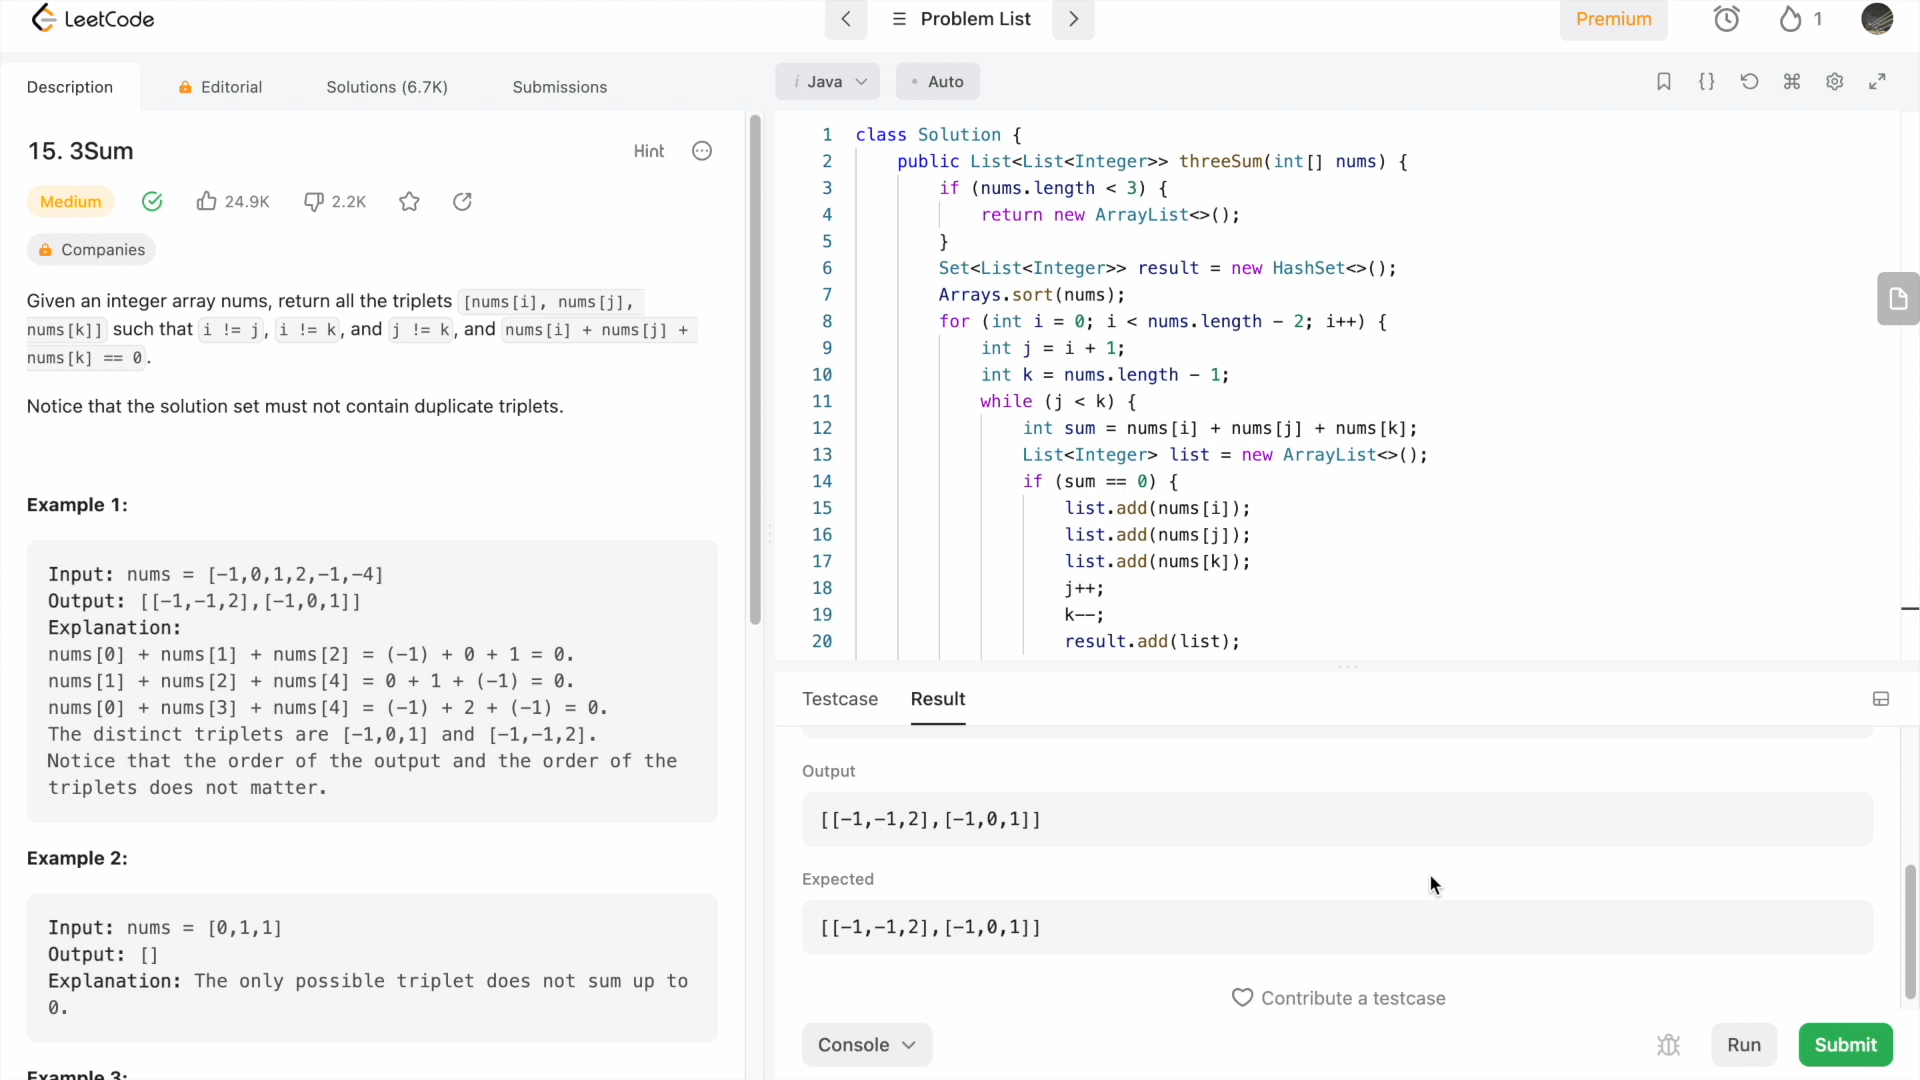 LeetCode
Problem List
Premium
1
Description
Editorial
Solutions (6.7K)
Submissions
i Java
• Auto
15. 3Sum
Hint
Medium
24.9K
2.2K
Companies
Given an integer array nums, return all the triplets [nums[i], nums[j],
nums[k]] such that i != j, i != k, and j != k, and nums[i] + nums[j] +
nums[k] == 0.
Notice that the solution set must not contain duplicate triplets.
Example 1:
Input: nums = [-1,0,1,2,-1,-4]
Output: [[-1,-1,2],[-1,0,1]]
Explanation:
nums[0] + nums[1] + nums[2] = (-1) + 0 + 1 = 0.
nums[1] + nums[2] + nums[4] = 0 + 1 + (-1) = 0.
nums[0] + nums[3] + nums[4] = (-1) + 2 + (-1) = 0.
The distinct triplets are [-1,0,1] and [-1,-1,2].
Notice that the order of the output and the order of the
triplets does not matter.
Example 2:
Input: nums = [0,1,1]
Output: []
Explanation: The only possible triplet does not sum up to
0.
Example 3:
1 class Solution {
2 public List<List<Integer>> threeSum(int[] nums) {
3 if (nums.length < 3) {
4 return new ArrayList<>();
5 }
6 Set<List<Integer>> result = new HashSet<>();
7 Arrays.sort(nums);
8 for (int i = 0; i < nums.length - 2; i++) {
9 int j = i + 1;
10 int k = nums.length - 1;
11 while (j < k) {
12 int sum = nums[i] + nums[j] + nums[k];
13 List<Integer> list = new ArrayList<>();
14 if (sum == 0) {
15 list.add(nums[i]);
16 list.add(nums[j]);
17 list.add(nums[k]);
18 j++;
19 k--;
20 result.add(list);
Testcase
Result
Output
[[-1,-1,2],[-1,0,1]]
Expected
[[-1,-1,2],[-1,0,1]]
Contribute a testcase
Console
Run
Submit